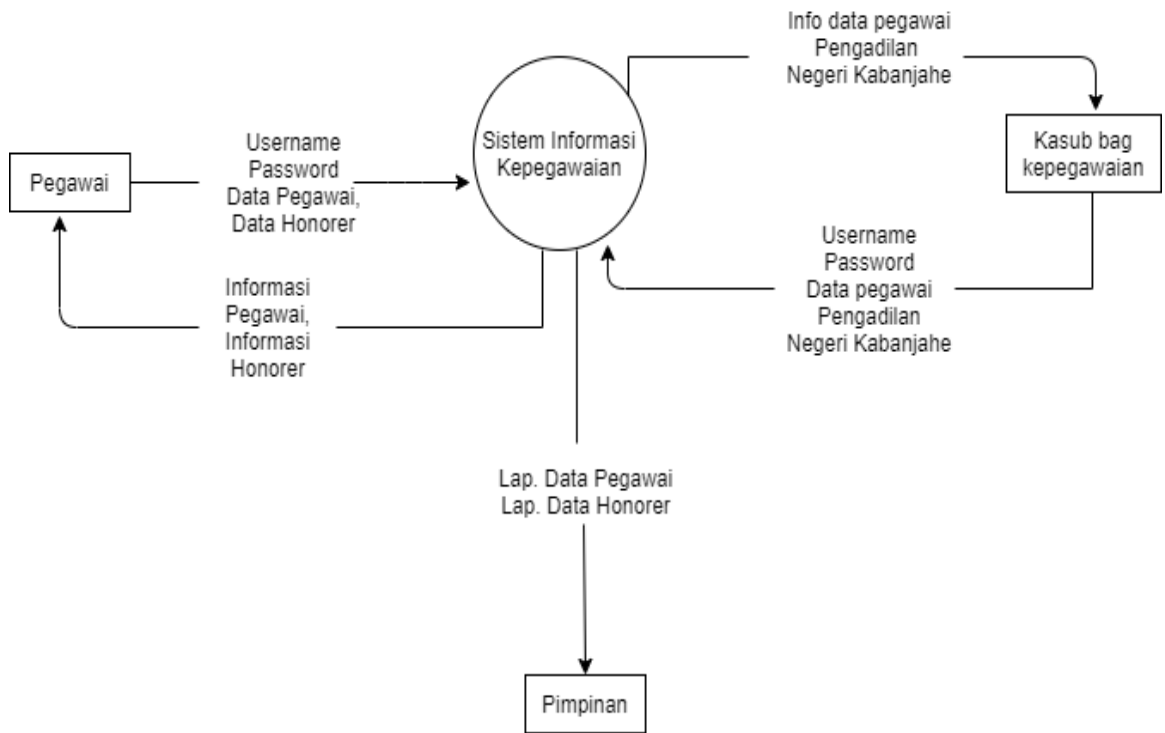 Info data pegawai
Pengadilan
Negeri Kabanjahe
Sistem Informasi
Kepegawaian
Kasub bag
kepegawaian
Pegawai
Username
Password
Data Pegawai,
Data Honorer
Username
Password
Data pegawai
Pengadilan
Negeri Kabanjahe
Informasi
Pegawai,
Informasi
Honorer
Lap. Data Pegawai
Lap. Data Honorer
Pimpinan